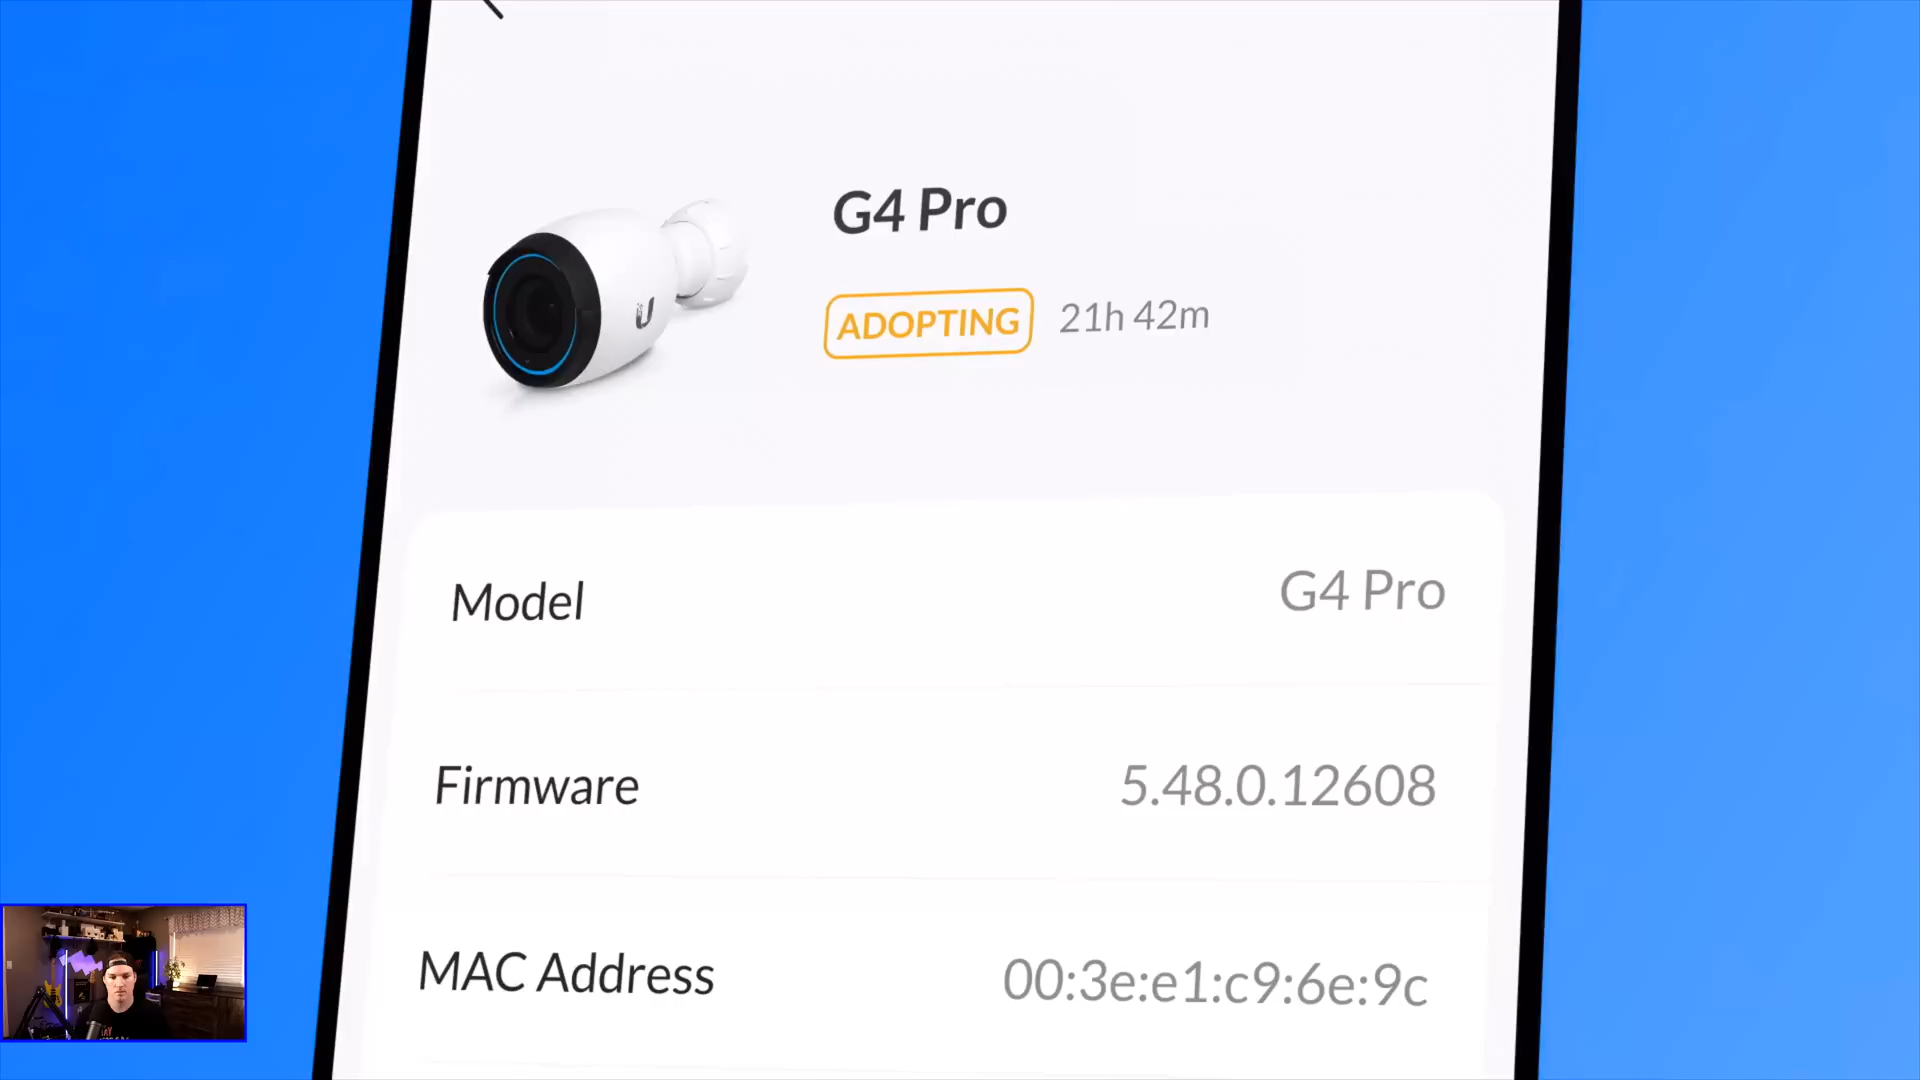 G4 Pro
ADOPTING 21h 42m
Model G4 Pro
Firmware 5.48.0.12608
MAC Address 00:3e:e1:c9:6e:9c